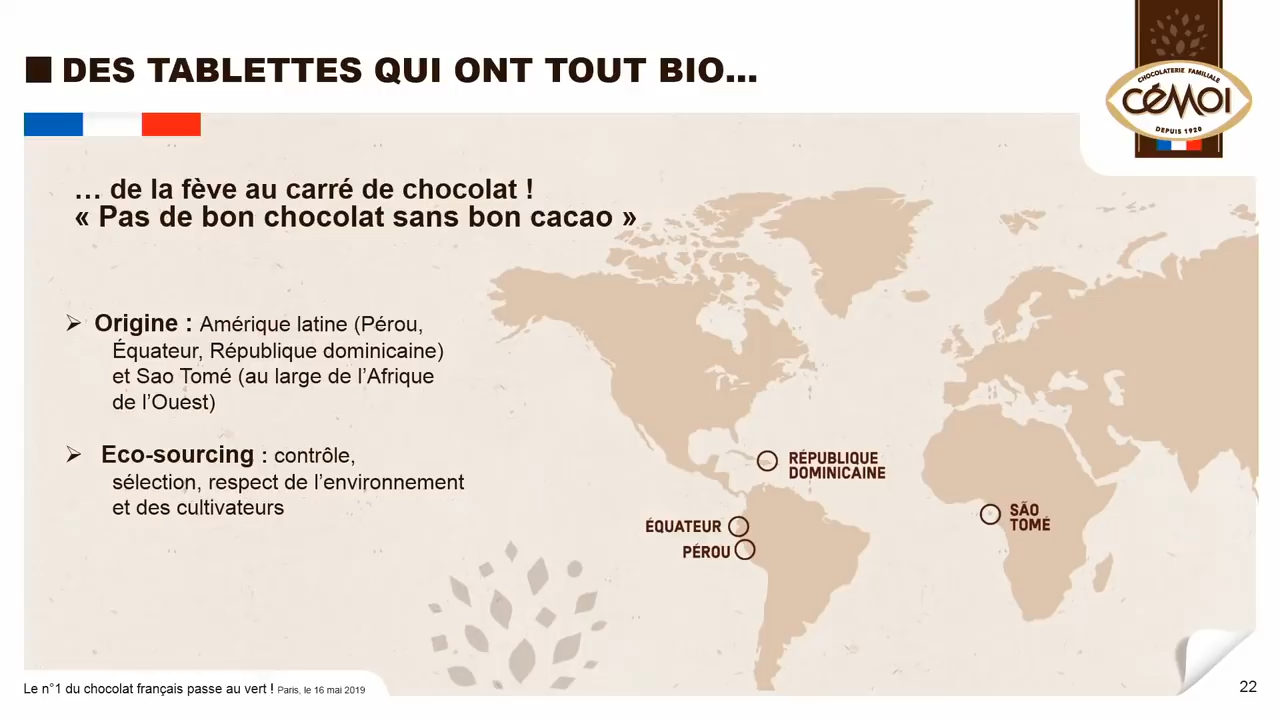 DES TABLETTES QUI ONT TOUT BIO...
CHOCOLATERIE FAMILIALE
CÉMOI
DEPUIS 1920
… de la fève au carré de chocolat !
« Pas de bon chocolat sans bon cacao »
➢ Origine : Amérique latine (Pérou,
Équateur, République dominicaine)
et Sao Tomé (au large de l’Afrique
de l’Ouest)
➢ Eco-sourcing : contrôle,
sélection, respect de l’environnement
et des cultivateurs
RÉPUBLIQUE
DOMINICAINE
ÉQUATEUR
PÉROU
SÃO
TOMÉ
Le n°1 du chocolat français passe au vert ! Paris, le 16 mai 2019
22